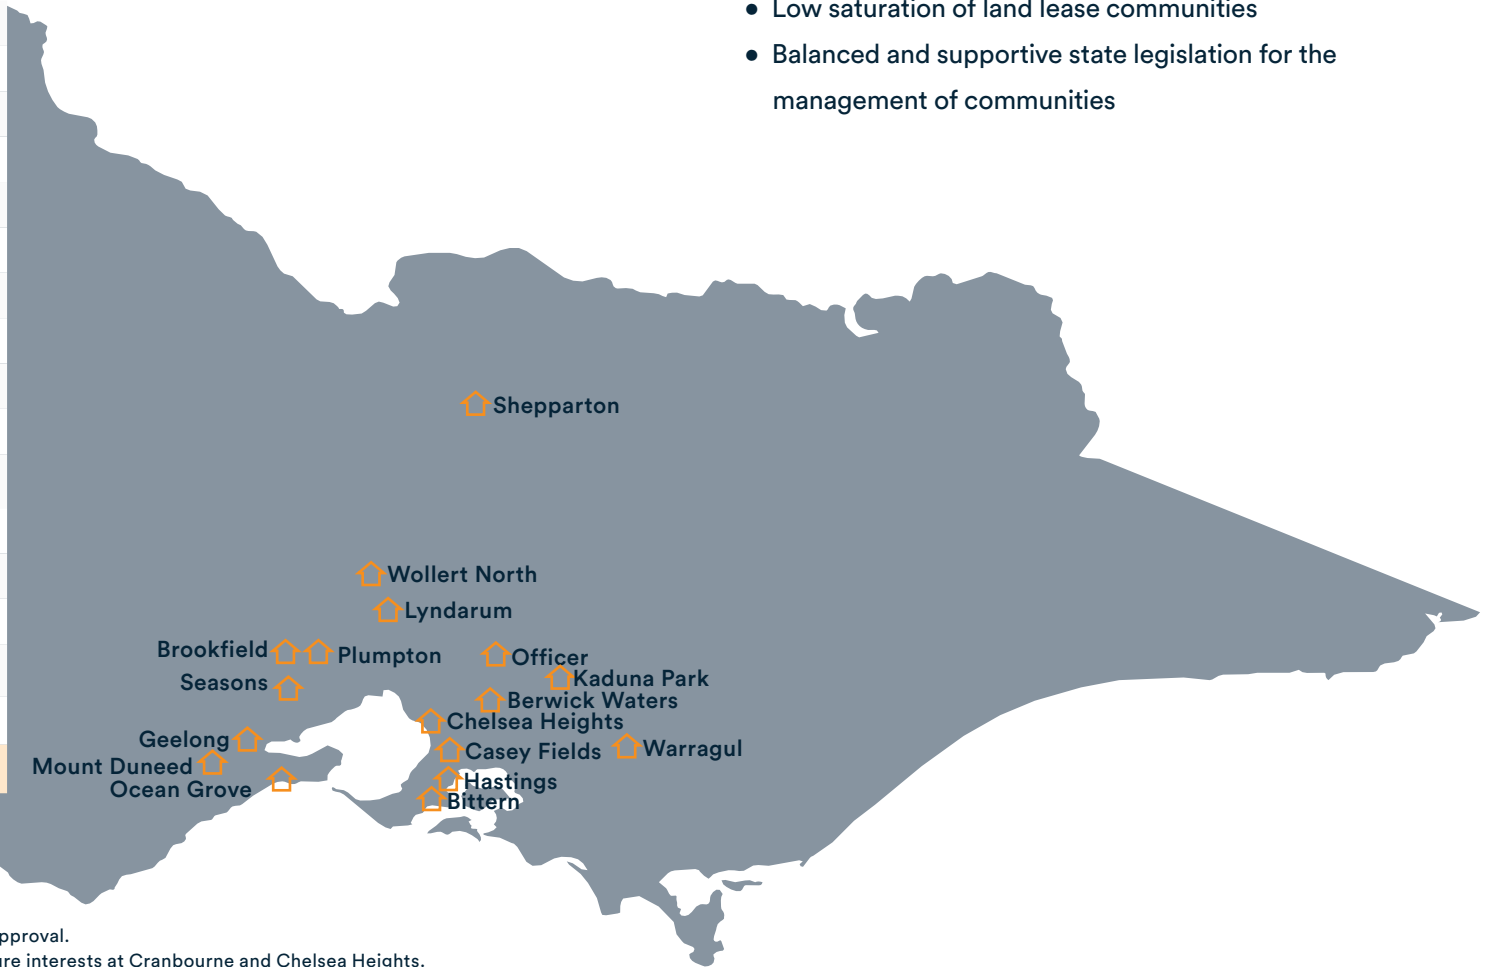 ● Low saturation of land lease communities
● Balanced and supportive state legislation for the
management of communities
Shepparton
Wollert North
Lyndarum
Brookfield
Plumpton
Officer
Seasons
Kaduna Park
Berwick Waters
Chelsea Heights
Geelong
Casey Fields
Warragul
Mount Duneed
Hastings
Ocean Grove
Bittern
pproval.
interests at Cranbourne and Chelsea Heights.